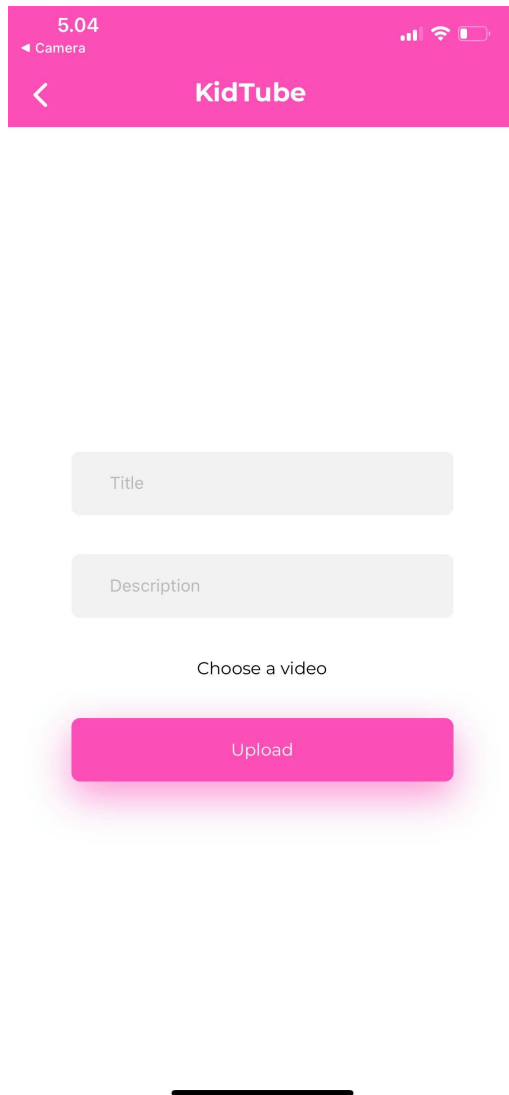 5.04
◀ Camera
KidTube
Title
Description
Choose a video
Upload